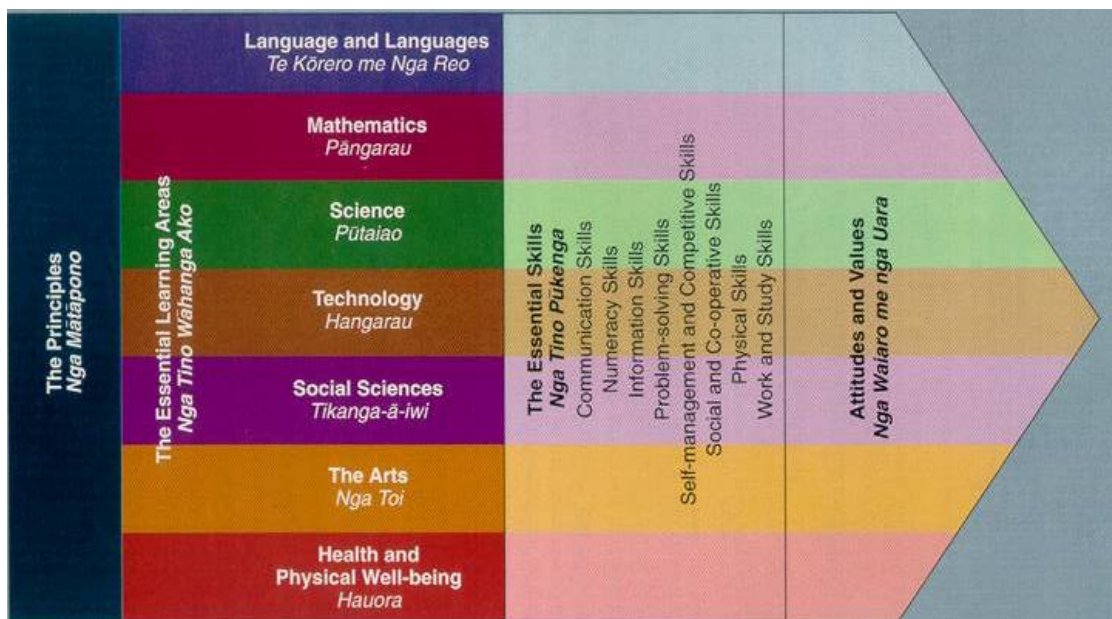 The Principles
Nga Mātāpono
The Essential Learning Areas
Nga Tino Wāhanga Ako
Language and Languages
Te Kōrero me Nga Reo
Mathematics
Pāngarau
Science
Pūtaiao
Technology
Hangarau
Social Sciences
Tikanga-ā-iwi
The Arts
Nga Toi
Health and
Physical Well-being
Hauora
The Essential Skills
Nga Tino Pūkenga
Communication Skills
Numeracy Skills
Information Skills
Problem-solving Skills
Self-management and Competitive Skills
Social and Co-operative Skills
Physical Skills
Work and Study Skills
Attitudes and Values
Nga Waiaro me nga Uara